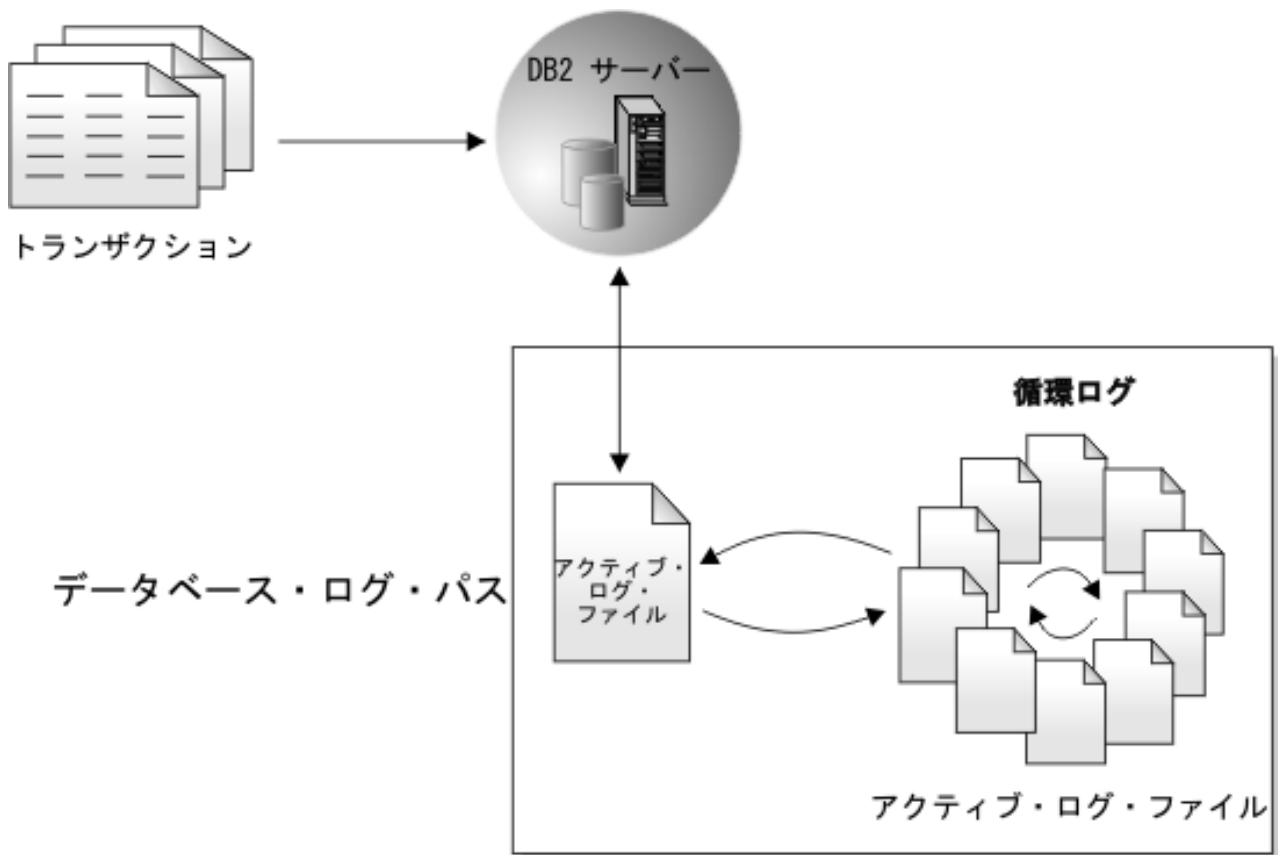 DB2 サーバー
トランザクション
循環ログ
アクティブ・
ログ・
ファイル
データベース・ログ・パス
アクティブ・ログ・ファイル